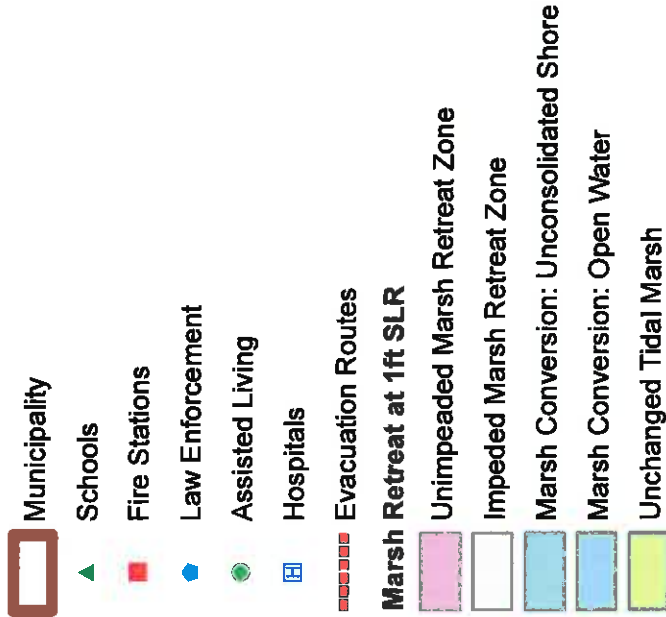 Municipality
Schools
Fire Stations
Law Enforcement
Assisted Living
Hospitals
Evacuation Routes
Marsh Retreat at 1ft SLR
Unimpeaded Marsh Retreat Zone
Impeded Marsh Retreat Zone
Marsh Conversion: Unconsolidated Shore
Marsh Conversion: Open Water
Unchanged Tidal Marsh